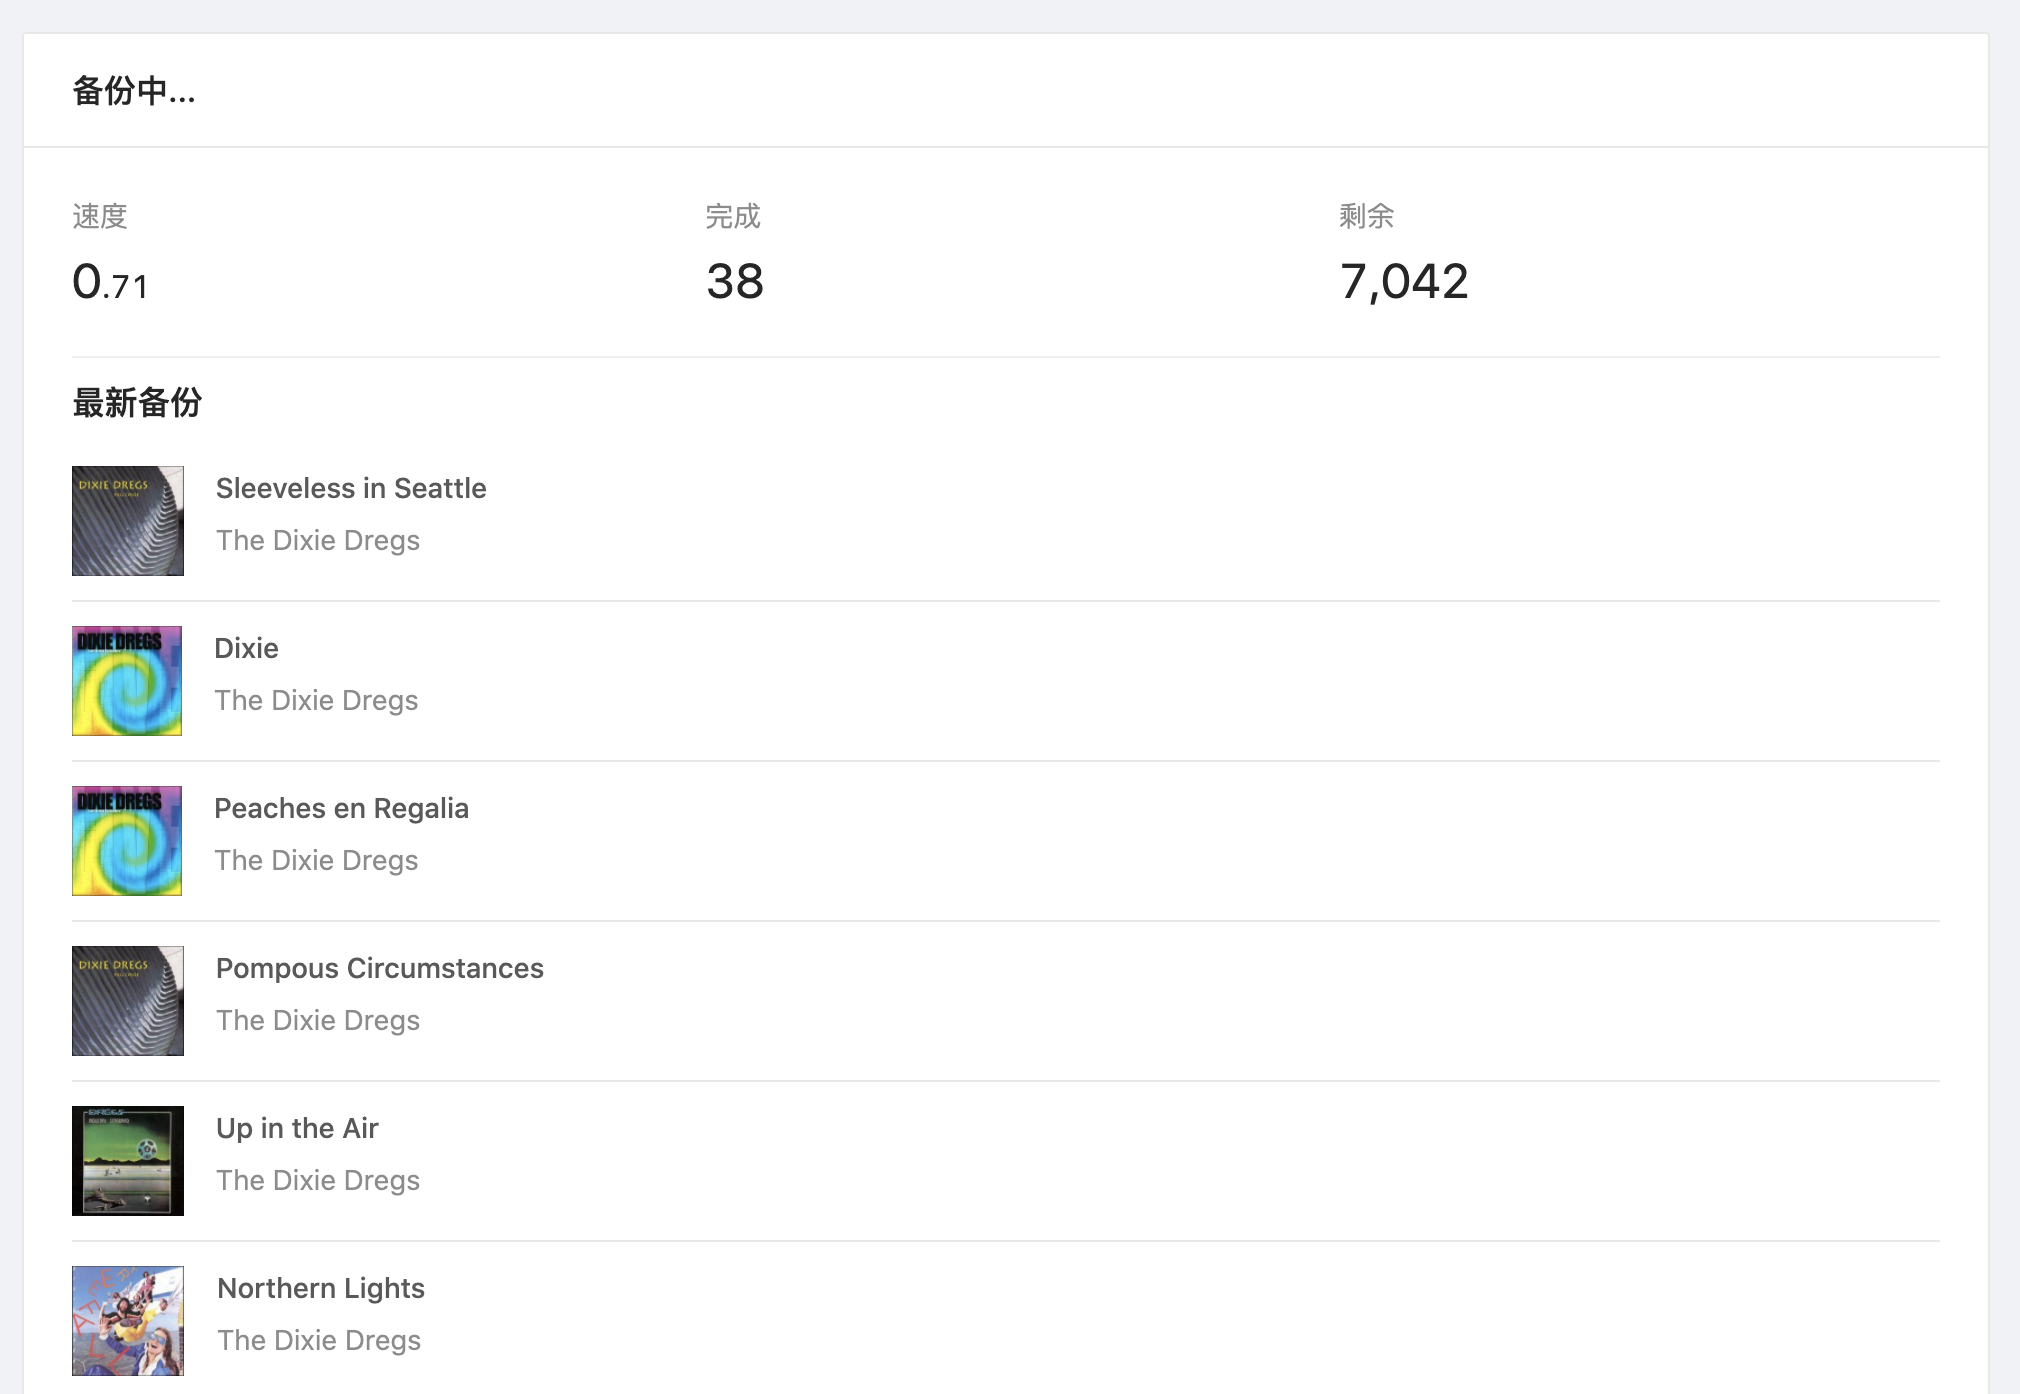 备份中...
速度
完成
剩余
0.71
38
7,042
最新备份
DIXIE DREGS
Sleeveless in Seattle
The Dixie Dregs
DIXIE DREGS
Dixie
The Dixie Dregs
DIXIE DREGS
Peaches en Regalia
The Dixie Dregs
DIXIE DREGS
Pompous Circumstances
The Dixie Dregs
DREGS
Up in the Air
The Dixie Dregs
Northern Lights
The Dixie Dregs